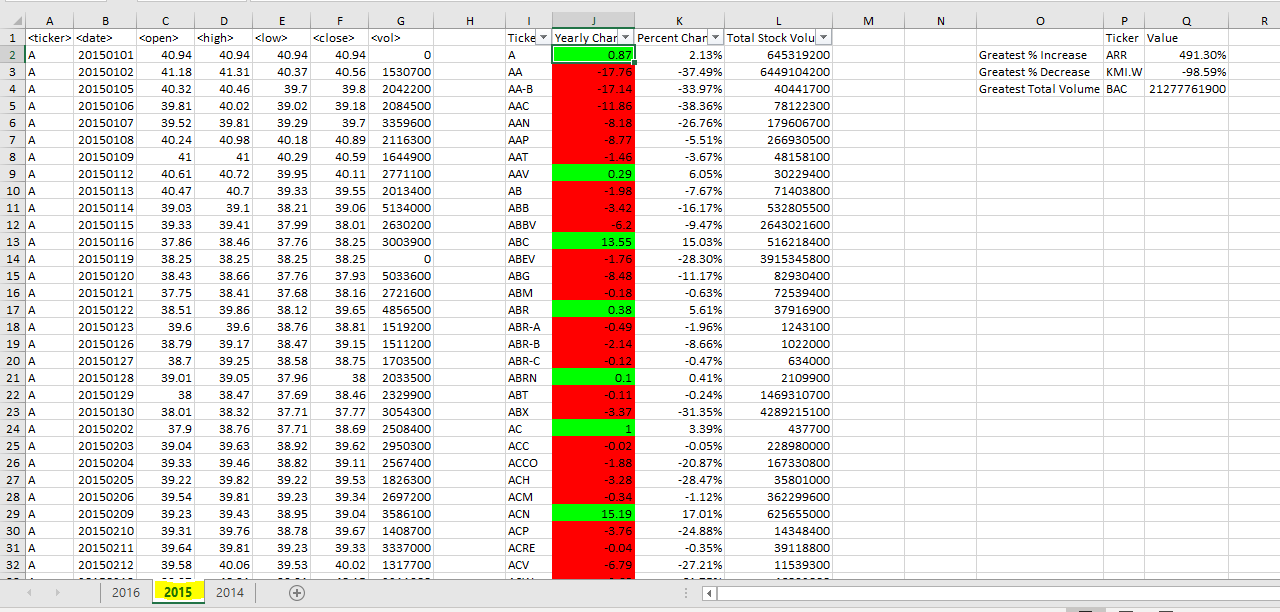 A B C D E F G H I J K L M N O P Q R
1 <ticker> <date> <open> <high> <low> <close> <vol> Ticke Yearly Char Percent Char Total Stock Volu Ticker Value
2 A 20150101 40.94 40.94 40.94 40.94 0 A 0.87 2.13% 645319200 Greatest % Increase ARR 491.30%
3 A 20150102 41.18 41.31 40.37 40.56 1530700 AA -17.76 -37.49% 6449104200 Greatest % Decrease KMI.W -98.59%
4 A 20150105 40.32 40.46 39.7 39.8 2042200 AA-B -17.14 -33.97% 40441700 Greatest Total Volume BAC 21277761900
5 A 20150106 39.81 40.02 39.02 39.18 2084500 AAC -11.86 -38.36% 78122300
6 A 20150107 39.52 39.81 39.29 39.7 3359600 AAN -8.18 -26.76% 179606700
7 A 20150108 40.24 40.98 40.18 40.89 2116300 AAP -8.77 -5.51% 266930500
8 A 20150109 41 41 40.29 40.59 1644900 AAT -1.46 -3.67% 48158100
9 A 20150112 40.61 40.72 39.95 40.11 2771100 AAV 0.29 6.05% 30229400
10 A 20150113 40.47 40.7 39.33 39.55 2013400 AB -1.98 -7.67% 71403800
11 A 20150114 39.03 39.1 38.21 39.06 5134000 ABB -3.42 -16.17% 532805500
12 A 20150115 39.33 39.41 37.99 38.01 2630200 ABBV -6.2 -9.47% 2643021600
13 A 20150116 37.86 38.46 37.76 38.25 3003900 ABC 13.55 15.03% 516218400
14 A 20150119 38.25 38.25 38.25 38.25 0 ABEV -1.76 -28.30% 3915345800
15 A 20150120 38.43 38.66 37.76 37.93 5033600 ABG -8.48 -11.17% 82930400
16 A 20150121 37.75 38.41 37.68 38.16 2721600 ABM -0.18 -0.63% 72539400
17 A 20150122 38.51 39.86 38.12 39.65 4856500 ABR 0.38 5.61% 37916900
18 A 20150123 39.6 39.6 38.76 38.81 1519200 ABR-A -0.49 -1.96% 1243100
19 A 20150126 38.79 39.17 38.47 39.15 1511200 ABR-B -2.14 -8.66% 1022000
20 A 20150127 38.7 39.25 38.58 38.75 1703500 ABR-C -0.12 -0.47% 634000
21 A 20150128 39.01 39.05 37.96 38 2033500 ABRN 0.1 0.41% 2109900
22 A 20150129 38 38.47 37.69 38.46 2329900 ABT -0.11 -0.24% 1469310700
23 A 20150130 38.01 38.32 37.71 37.77 3054300 ABX -3.37 -31.35% 4289215100
24 A 20150202 37.9 38.76 37.71 38.69 2508400 AC 1 3.39% 437700
25 A 20150203 39.04 39.63 38.92 39.62 2950300 ACC -0.02 -0.05% 228980000
26 A 20150204 39.33 39.46 38.82 39.11 2567400 ACCO -1.88 -20.87% 167330800
27 A 20150205 39.22 39.82 39.22 39.53 1826300 ACH -3.28 -28.47% 35801000
28 A 20150206 39.54 39.81 39.23 39.34 2697200 ACM -0.34 -1.12% 362299600
29 A 20150209 39.23 39.43 38.95 39.04 3586100 ACN 15.19 17.01% 625655000
30 A 20150210 39.31 39.76 38.78 39.67 1408700 ACP -3.76 -24.88% 14348400
31 A 20150211 39.64 39.81 39.23 39.33 3337000 ACRE -0.04 -0.35% 39118800
32 A 20150212 39.58 40.06 39.53 40.02 1317700 ACV -6.79 -27.21% 11539300
2016 2015 2014